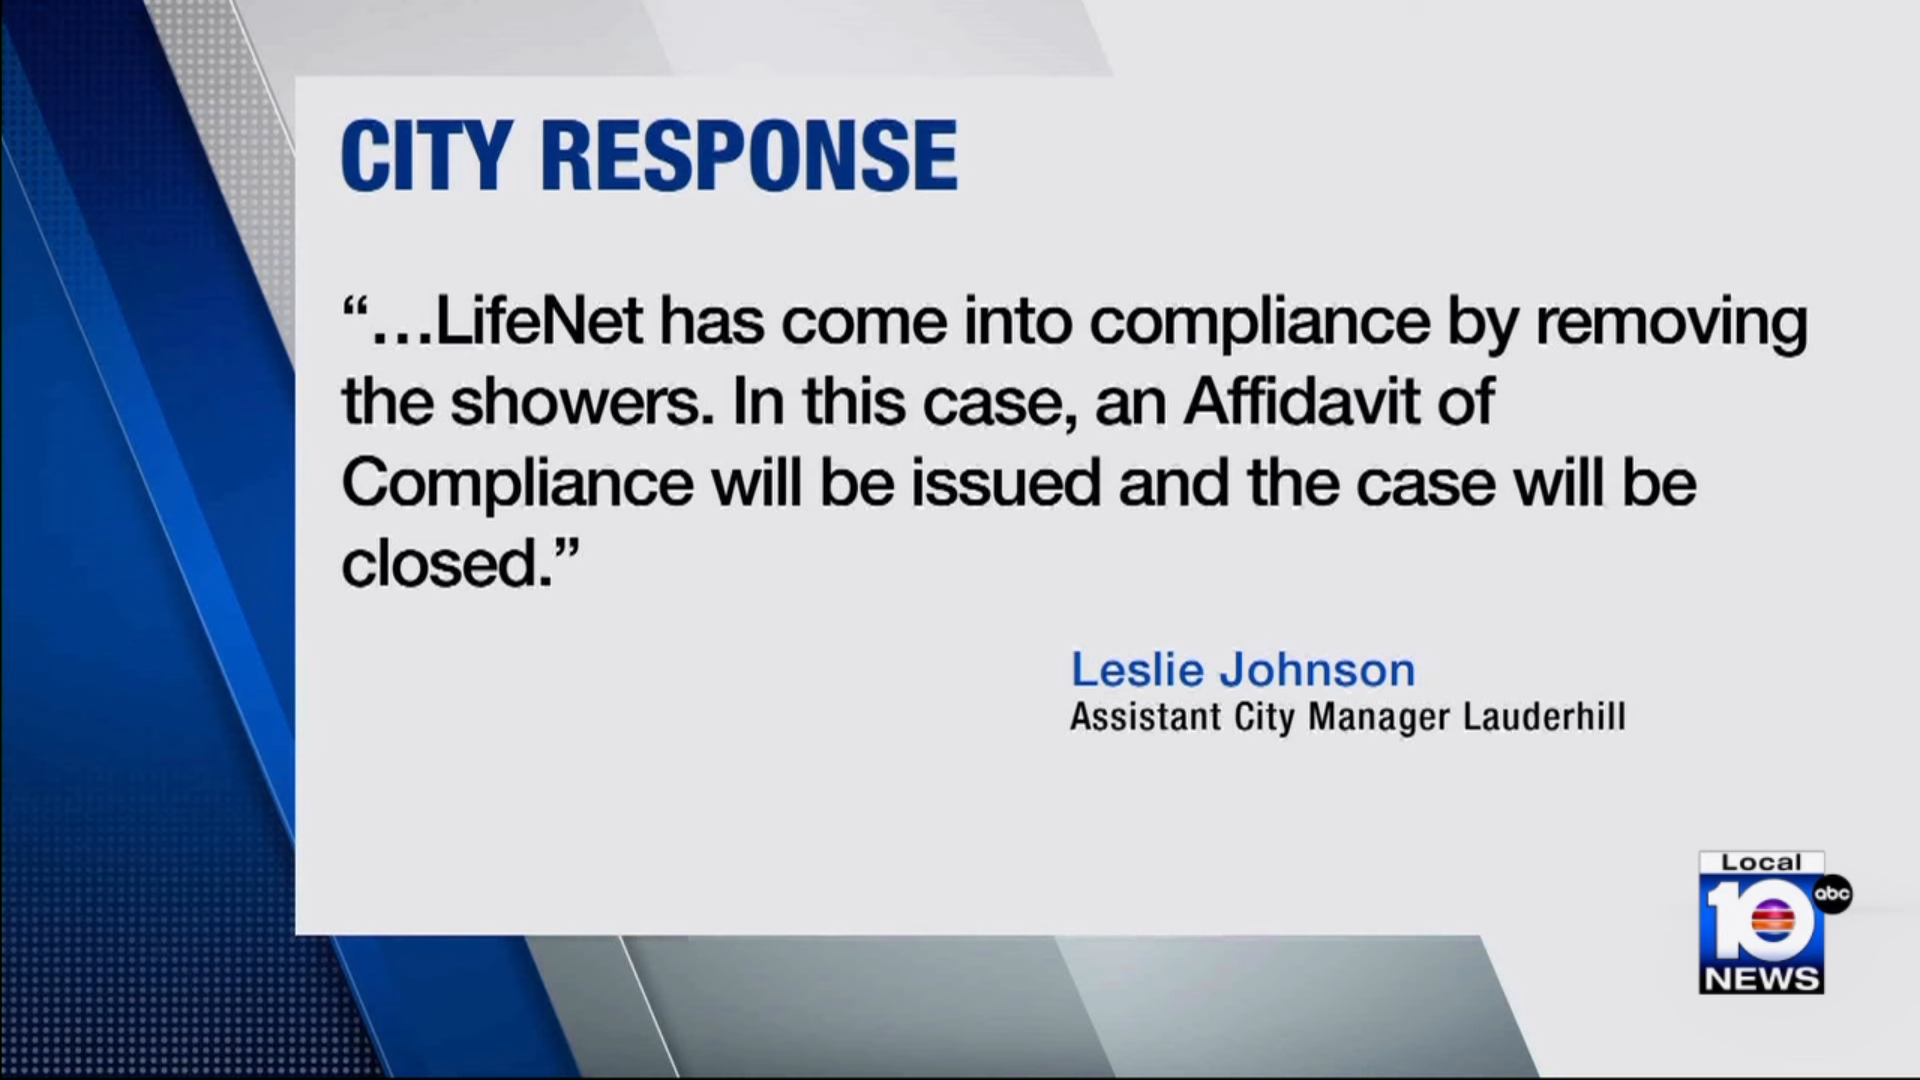 CITY RESPONSE
“…LifeNet has come into compliance by removing
the showers. In this case, an Affidavit of
Compliance will be issued and the case will be
closed.”
Leslie Johnson
Assistant City Manager Lauderhill
Local
10
abc
NEWS